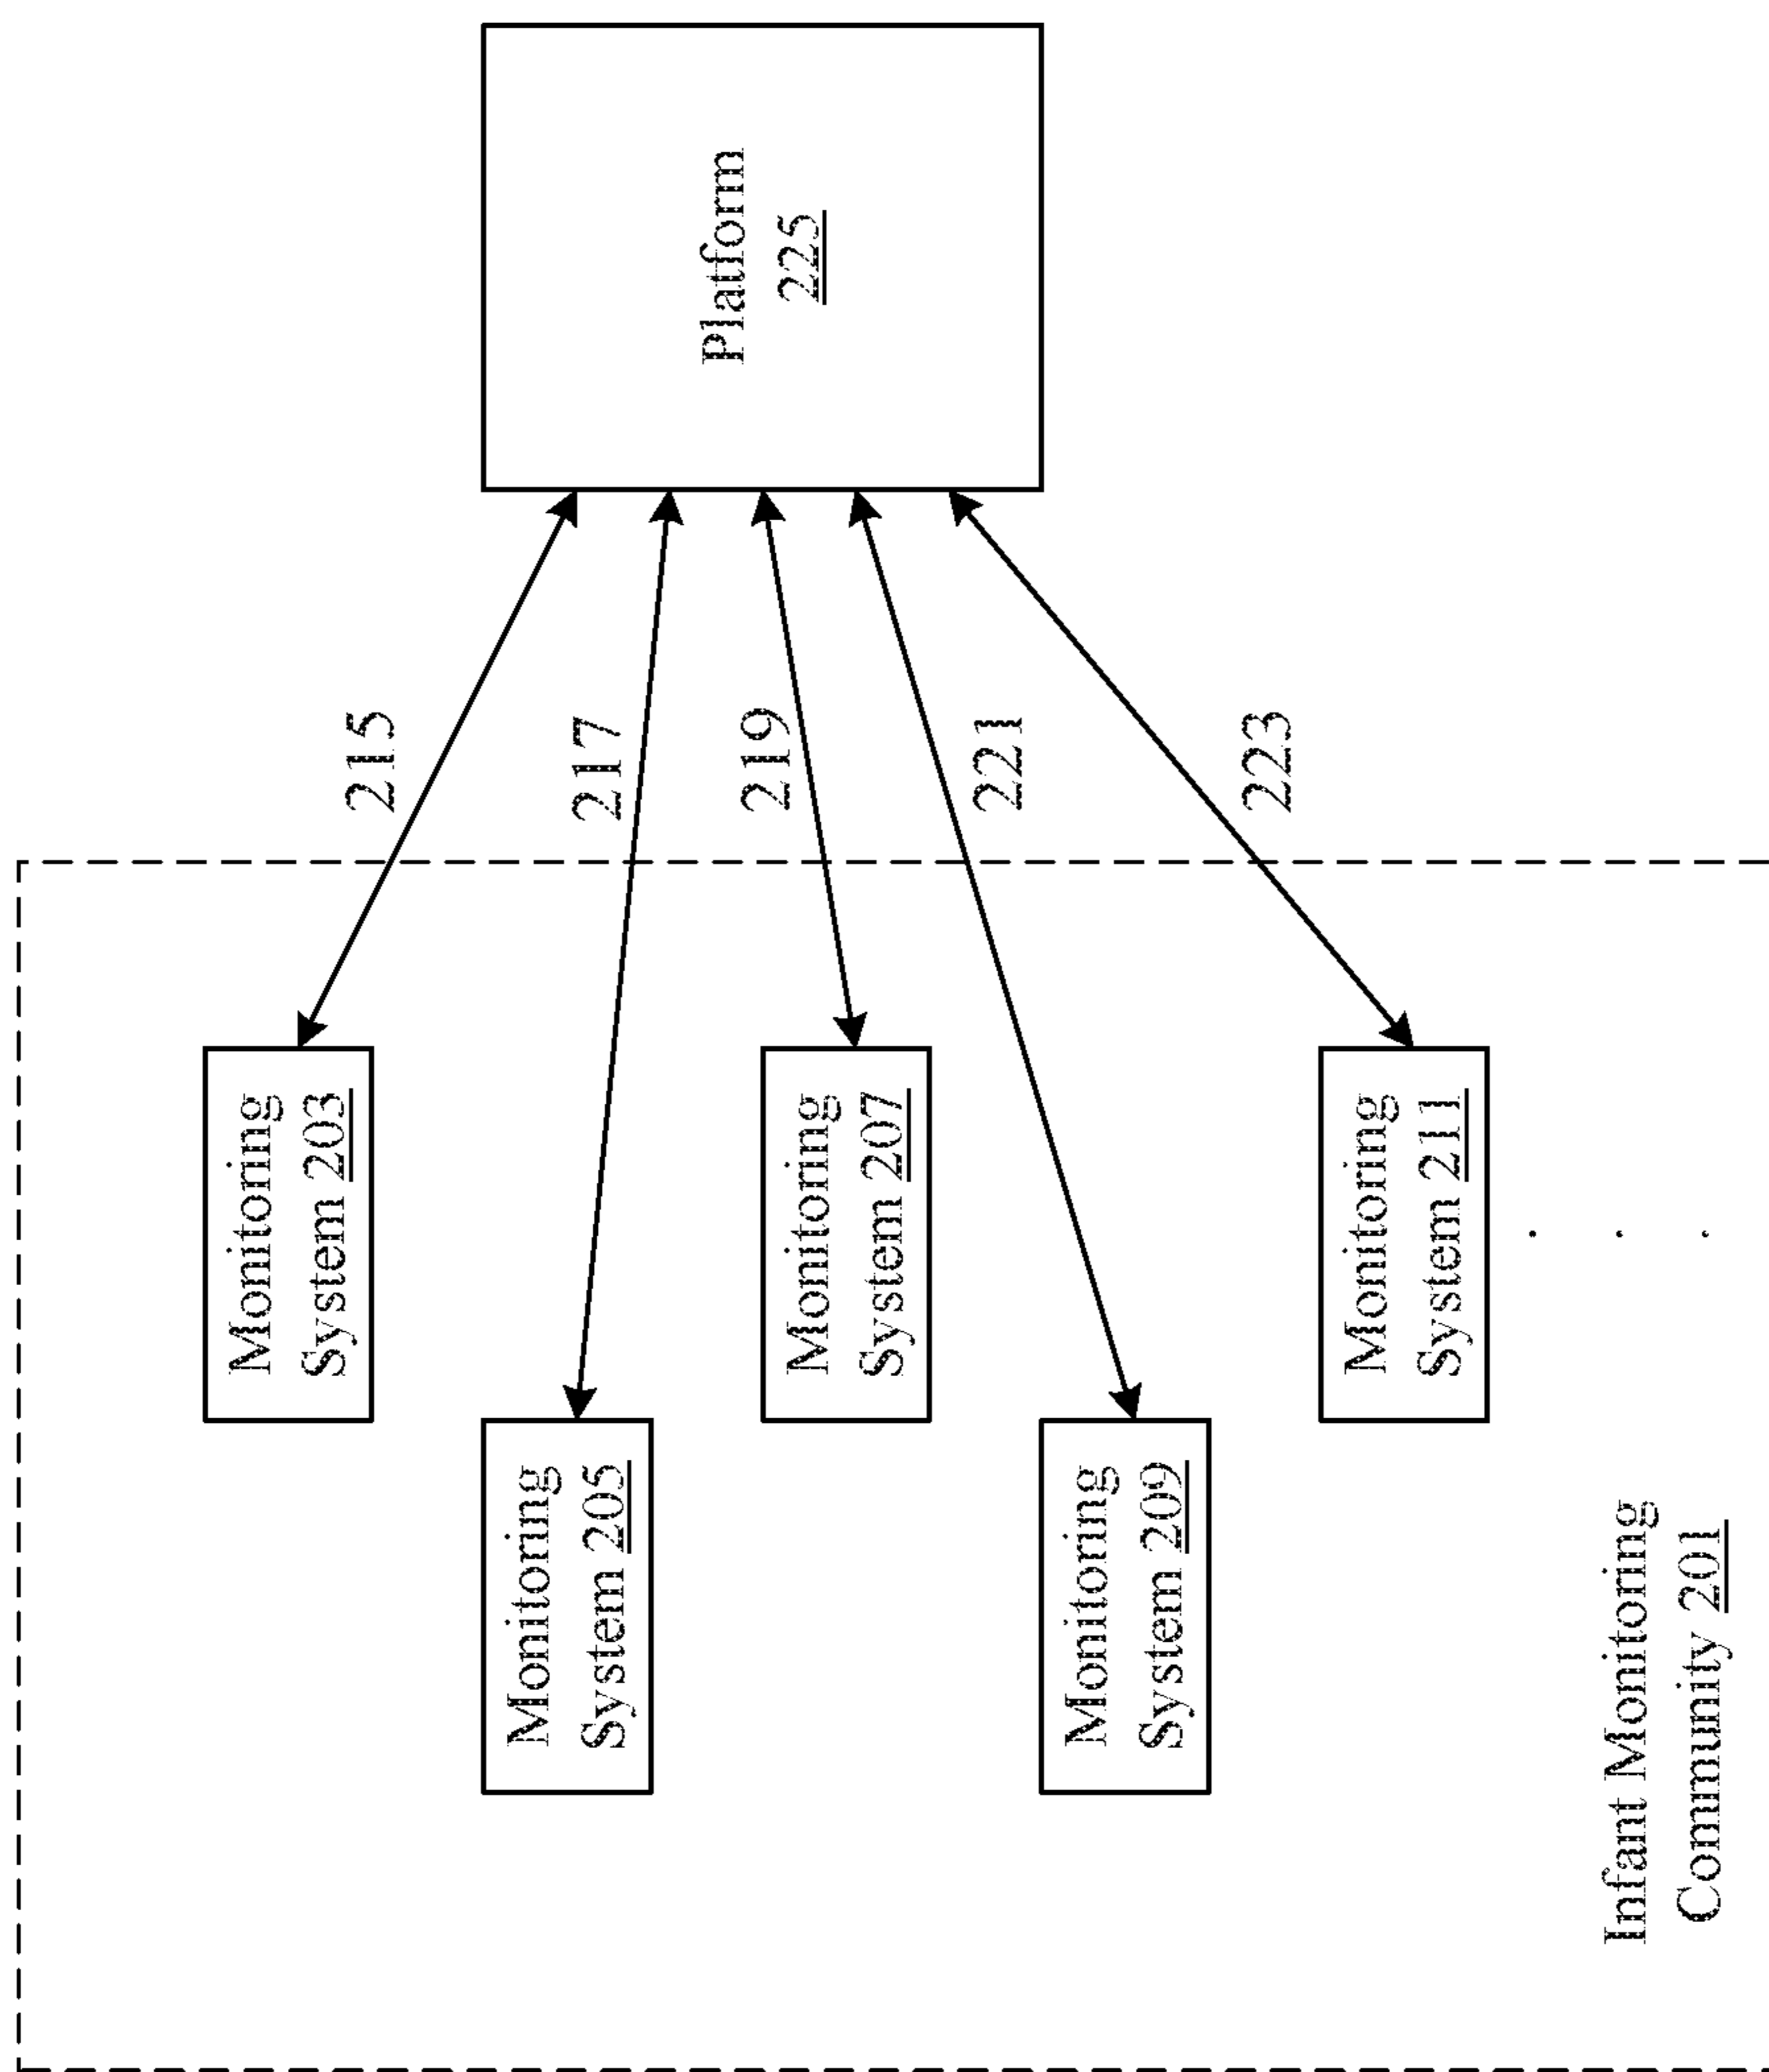 Monitoring
System 203
Monitoring
System 205
Monitoring
System 207
Monitoring
System 209
Monitoring
System 211
.
.
.
Infant Monitoring
Community 201
215
217
219
221
223
Platform
225